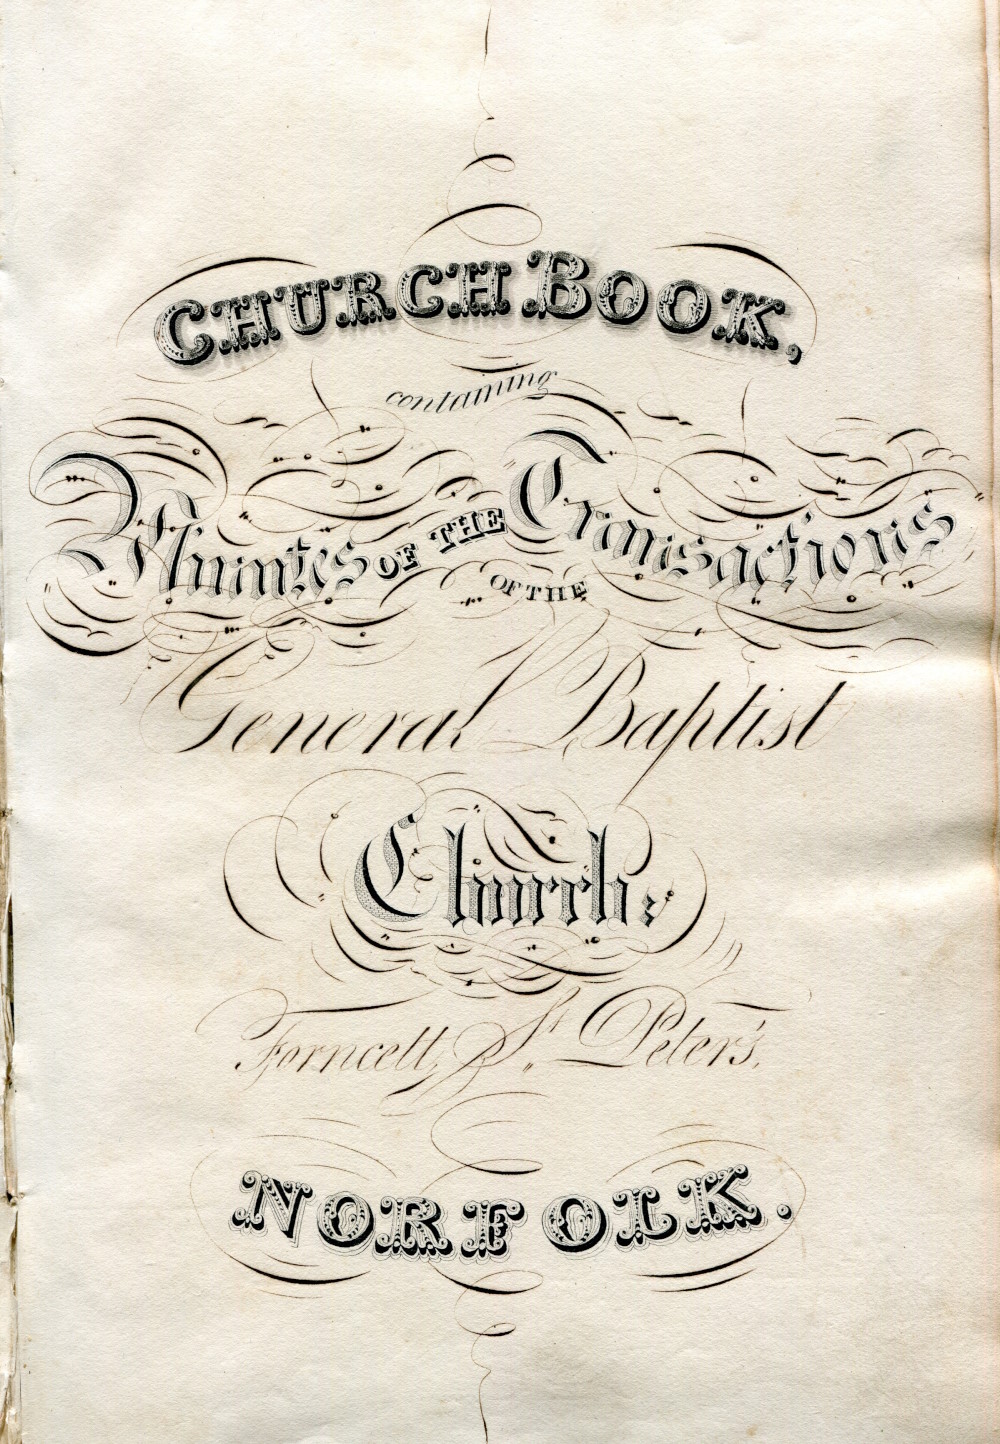 CHURCH BOOK,
containing
Minutes OF THE Transactions
OF THE
General Baptist
Church:
Forncett, St. Peter's.
NORFOLK.